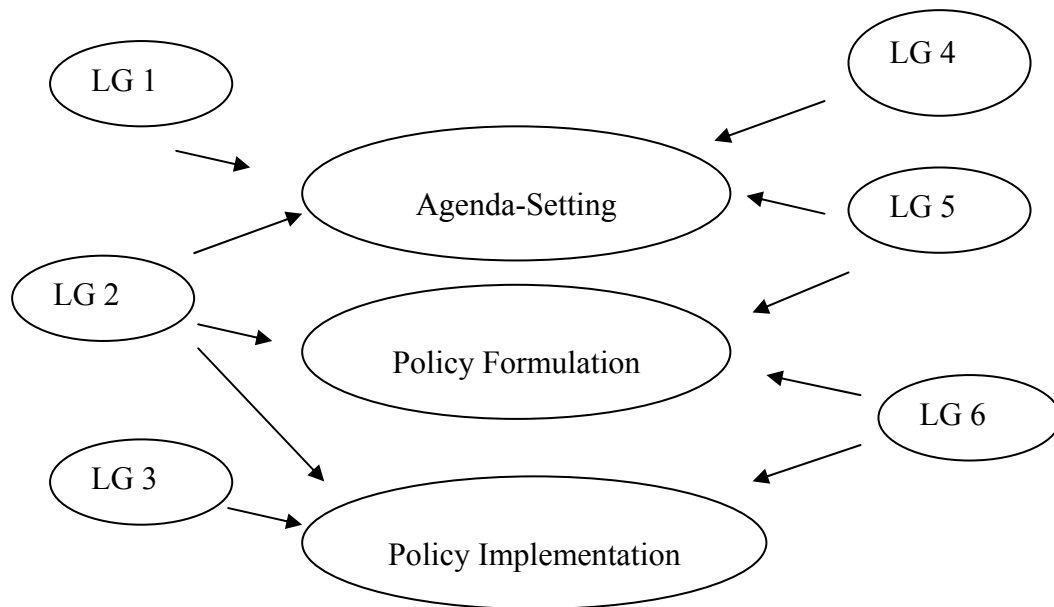 LG 1
LG 4
Agenda-Setting
LG 5
LG 2
Policy Formulation
LG 6
LG 3
Policy Implementation